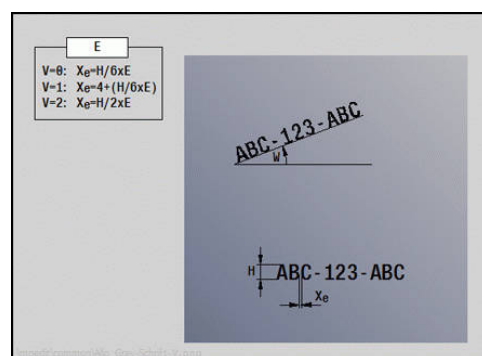 E
V=0: Xe=H/6xE
V=1: Xe=4+(H/6xE)
V=2: Xe=H/2xE
ABC-123-ABC
W
H
ABC-123-ABC
Xe